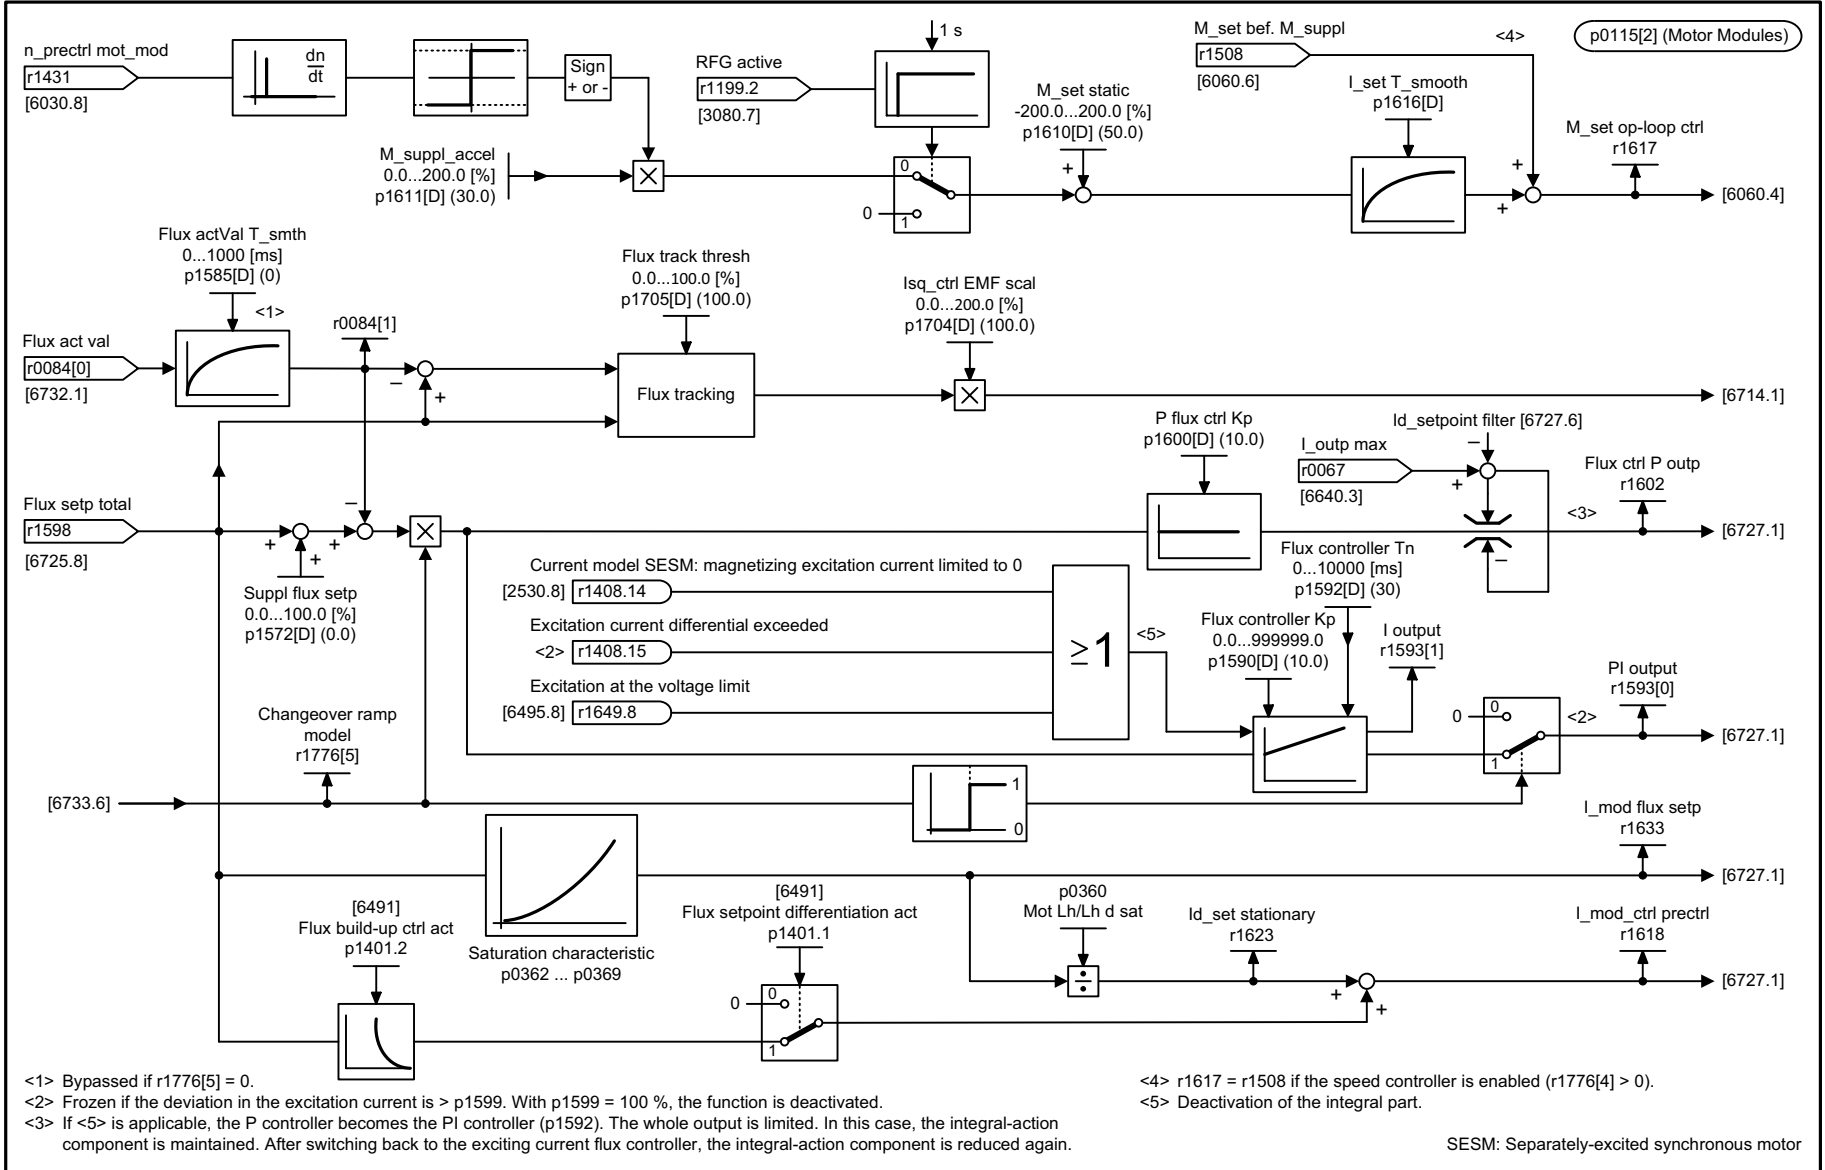 n_prectrl mot_mod
r1431
[6030.8]
dn
dt
Sign
+ or -
RFG active
r1199.2
[3080.7]
1 s
M_set bef. M_suppl
r1508
[6060.6]
<4>
p0115[2] (Motor Modules)
M_suppl_accel
0.0...200.0 [%]
p1611[D] (30.0)
0
0
1
M_set static
-200.0...200.0 [%]
p1610[D] (50.0)
+
I_set T_smooth
p1616[D]
+
+
M_set op-loop ctrl
r1617
[6060.4]
Flux actVal T_smth
0...1000 [ms]
p1585[D] (0)
<1>
Flux act val
r0084[0]
[6732.1]
r0084[1]
–
+
Flux track thresh
0.0...100.0 [%]
p1705[D] (100.0)
Flux tracking
Isq_ctrl EMF scal
0.0...200.0 [%]
p1704[D] (100.0)
[6714.1]
Flux setp total
r1598
[6725.8]
+
+
+
–
Suppl flux setp
0.0...100.0 [%]
p1572[D] (0.0)
P flux ctrl Kp
p1600[D] (10.0)
Id_setpoint filter [6727.6]
I_outp max
r0067
[6640.3]
–
+
–
<3>
Flux ctrl P outp
r1602
[6727.1]
Current model SESM: magnetizing excitation current limited to 0
[2530.8] r1408.14
Excitation current differential exceeded
<2> r1408.15
Excitation at the voltage limit
[6495.8] r1649.8
≥1
<5>
Flux controller Tn
0...10000 [ms]
p1592[D] (30)
Flux controller Kp
0.0...999999.0
p1590[D] (10.0)
I output
r1593[1]
0
0
1
<2>
PI output
r1593[0]
[6727.1]
Changeover ramp
model
r1776[5]
[6733.6]
1
0
I_mod flux setp
r1633
[6727.1]
Saturation characteristic
p0362 ... p0369
[6491]
Flux build-up ctrl act
p1401.2
[6491]
Flux setpoint differentiation act
p1401.1
0
0
1
p0360
Mot Lh/Lh d sat
÷
Id_set stationary
r1623
+
+
I_mod_ctrl prectrl
r1618
[6727.1]
<1> Bypassed if r1776[5] = 0.
<2> Frozen if the deviation in the excitation current is > p1599. With p1599 = 100 %, the function is deactivated.
<3> If <5> is applicable, the P controller becomes the PI controller (p1592). The whole output is limited. In this case, the integral-action
component is maintained. After switching back to the exciting current flux controller, the integral-action component is reduced again.
<4> r1617 = r1508 if the speed controller is enabled (r1776[4] > 0).
<5> Deactivation of the integral part.
SESM: Separately-excited synchronous motor